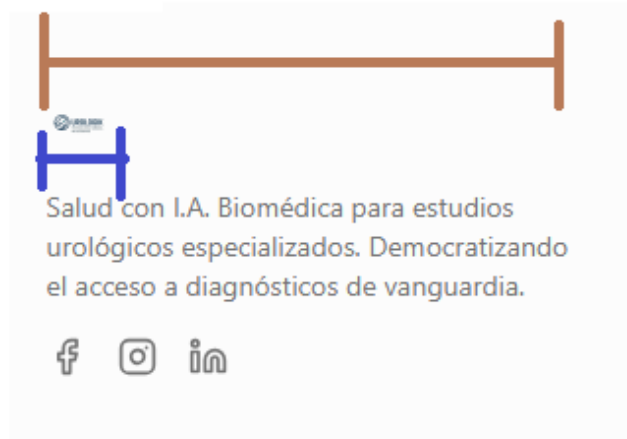 Salud con I.A. Biomédica para estudios
urológicos especializados. Democratizando
el acceso a diagnósticos de vanguardia.